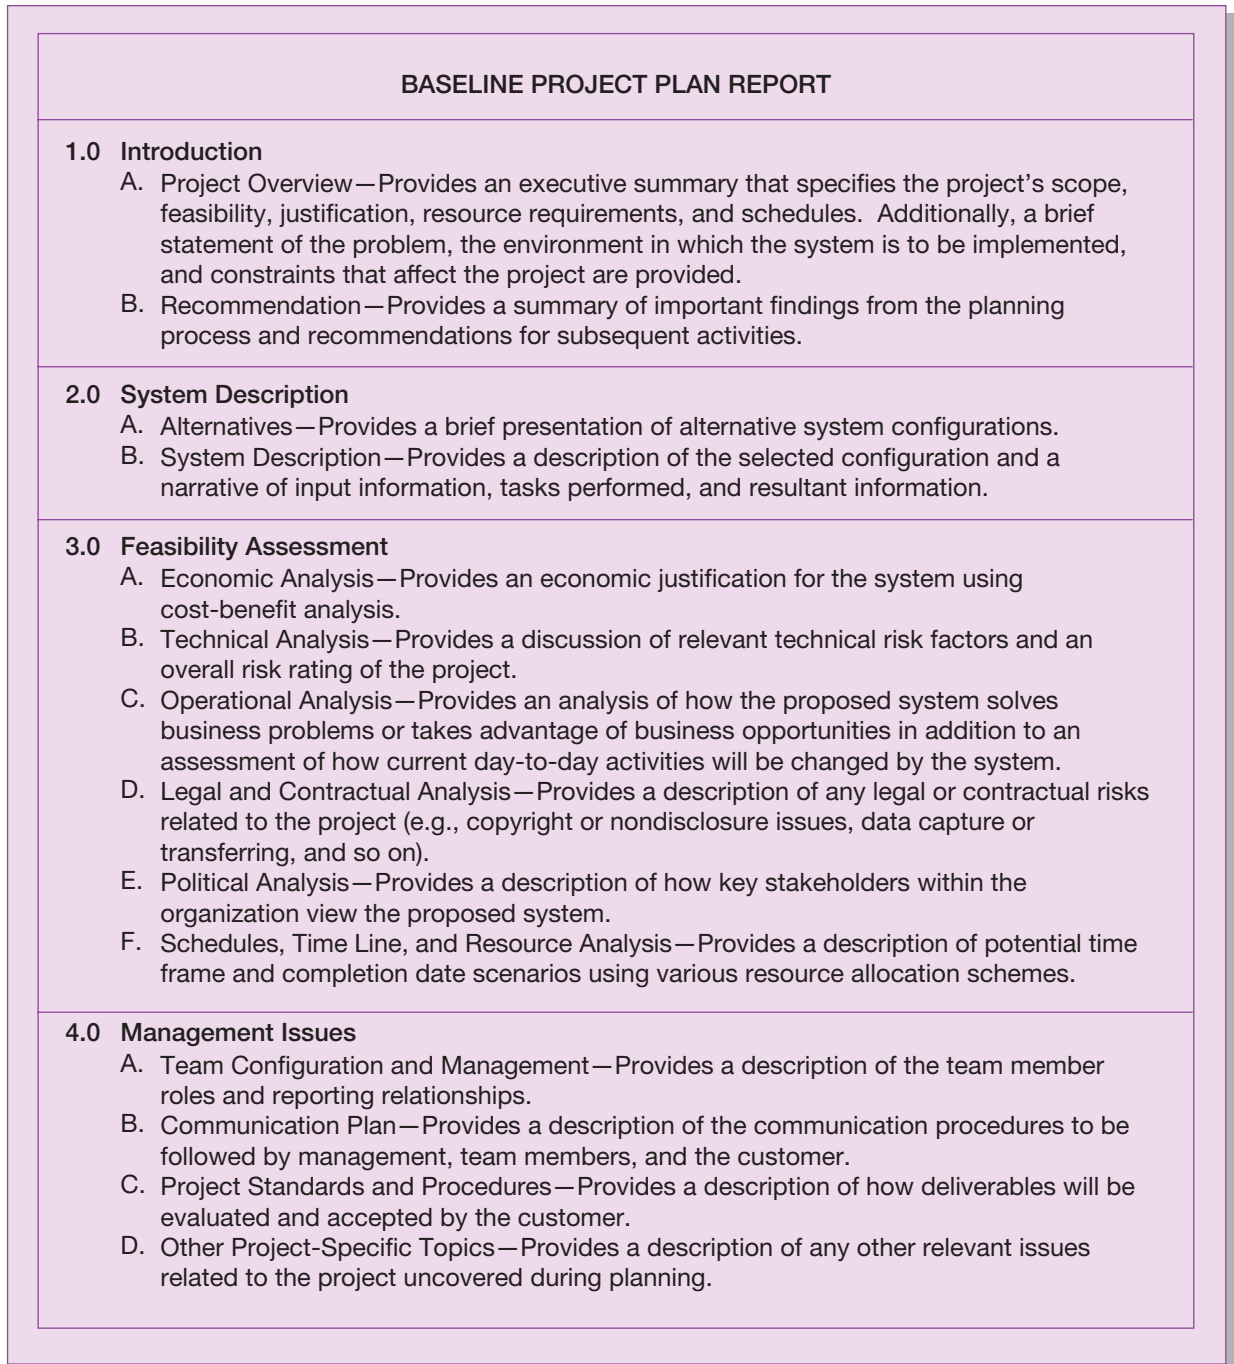 BASELINE PROJECT PLAN REPORT
1.0 Introduction
A. Project Overview—Provides an executive summary that specifies the project's scope,
feasibility, justification, resource requirements, and schedules. Additionally, a brief
statement of the problem, the environment in which the system is to be implemented,
and constraints that affect the project are provided.
B. Recommendation—Provides a summary of important findings from the planning
process and recommendations for subsequent activities.
2.0 System Description
A. Alternatives—Provides a brief presentation of alternative system configurations.
B. System Description—Provides a description of the selected configuration and a
narrative of input information, tasks performed, and resultant information.
3.0 Feasibility Assessment
A. Economic Analysis—Provides an economic justification for the system using
cost-benefit analysis.
B. Technical Analysis—Provides a discussion of relevant technical risk factors and an
overall risk rating of the project.
C. Operational Analysis—Provides an analysis of how the proposed system solves
business problems or takes advantage of business opportunities in addition to an
assessment of how current day-to-day activities will be changed by the system.
D. Legal and Contractual Analysis—Provides a description of any legal or contractual risks
related to the project (e.g., copyright or nondisclosure issues, data capture or
transferring, and so on).
E. Political Analysis—Provides a description of how key stakeholders within the
organization view the proposed system.
F. Schedules, Time Line, and Resource Analysis—Provides a description of potential time
frame and completion date scenarios using various resource allocation schemes.
4.0 Management Issues
A. Team Configuration and Management—Provides a description of the team member
roles and reporting relationships.
B. Communication Plan—Provides a description of the communication procedures to be
followed by management, team members, and the customer.
C. Project Standards and Procedures—Provides a description of how deliverables will be
evaluated and accepted by the customer.
D. Other Project-Specific Topics—Provides a description of any other relevant issues
related to the project uncovered during planning.